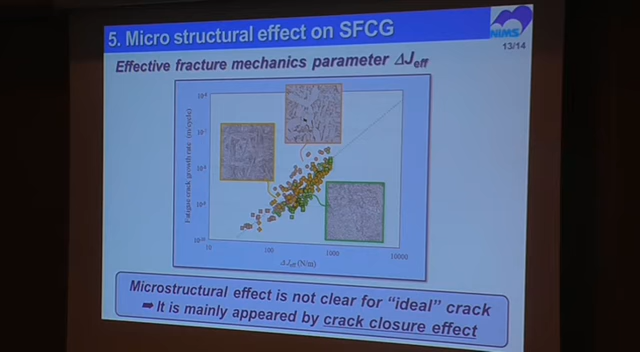 5. Micro structural effect on SFCG
NIMS
13/14
Effective fracture mechanics parameter ΔJeff
Fatigue crack growth rate (m/cycle)
10
100
1000
10000
ΔJeff (N/m)
Microstructural effect is not clear for “ideal” crack
➡ It is mainly appeared by crack closure effect